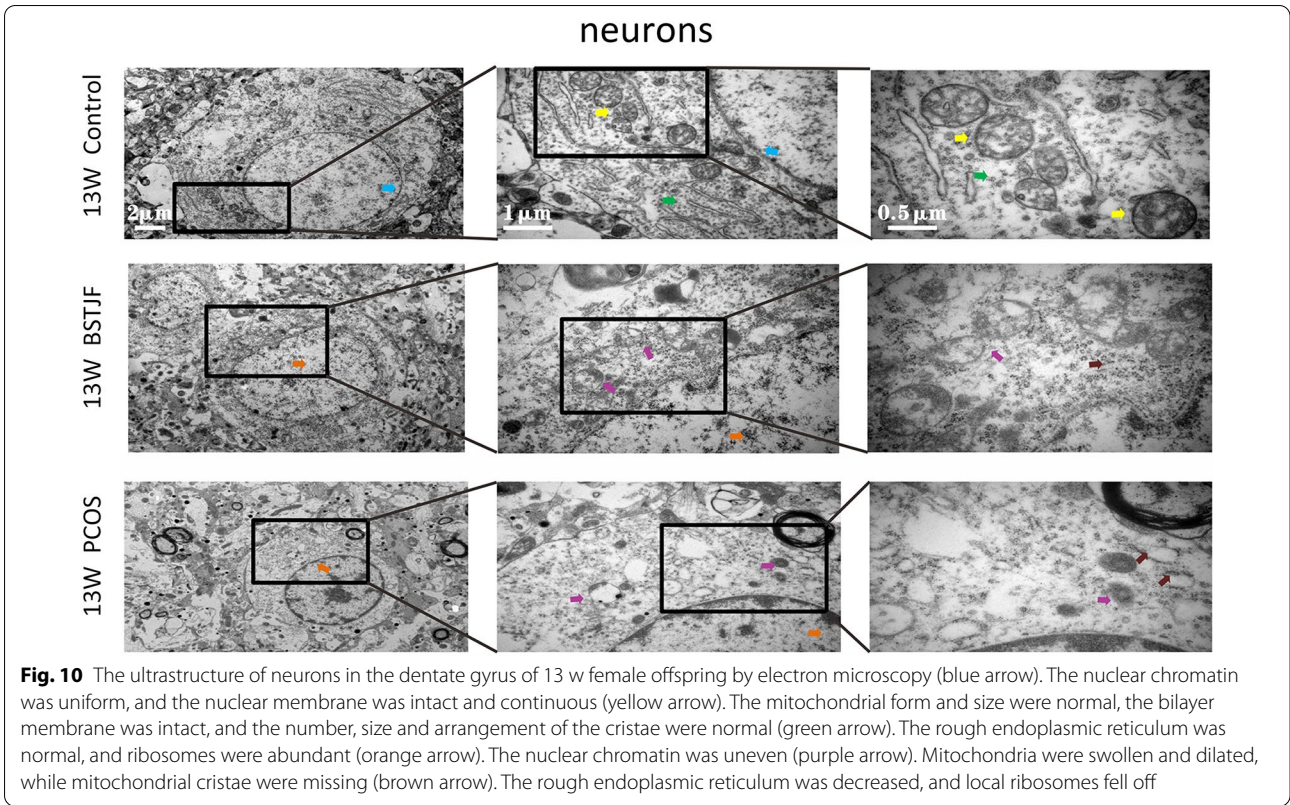 neurons
13W Control
2μm
1 μm
0.5 μm
13W BSTJF
13W PCOS
Fig. 10 The ultrastructure of neurons in the dentate gyrus of 13 w female offspring by electron microscopy (blue arrow). The nuclear chromatin
was uniform, and the nuclear membrane was intact and continuous (yellow arrow). The mitochondrial form and size were normal, the bilayer
membrane was intact, and the number, size and arrangement of the cristae were normal (green arrow). The rough endoplasmic reticulum was
normal, and ribosomes were abundant (orange arrow). The nuclear chromatin was uneven (purple arrow). Mitochondria were swollen and dilated,
while mitochondrial cristae were missing (brown arrow). The rough endoplasmic reticulum was decreased, and local ribosomes fell off